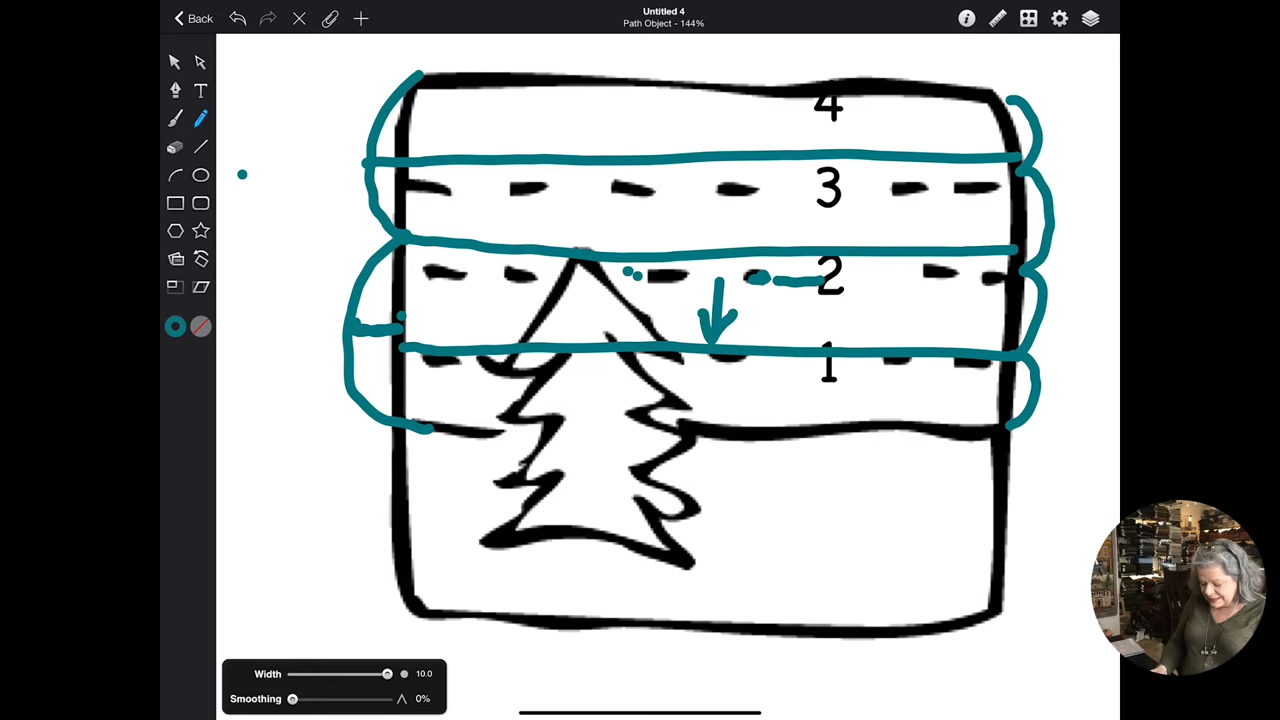 Back
Untitled 4
Path Object - 144%
4
3
2
1
Width 10.0
Smoothing 0%